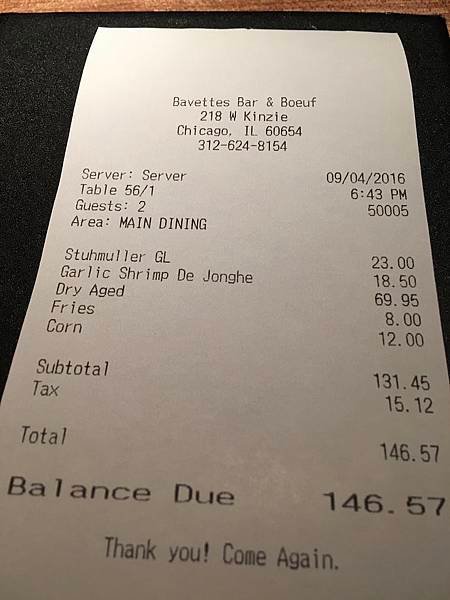 Bavettes Bar & Boeuf
218 W Kinzie
Chicago, IL 60654
312-624-8154
Server: Server 09/04/2016
Table 56/1 6:43 PM
Guests: 2 50005
Area: MAIN DINING
Stuhmuller GL 23.00
Garlic Shrimp De Jonghe 18.50
Dry Aged 69.95
Fries 8.00
Corn 12.00
Subtotal 131.45
Tax 15.12
Total 146.57
Balance Due 146.57
Thank you! Come Again.